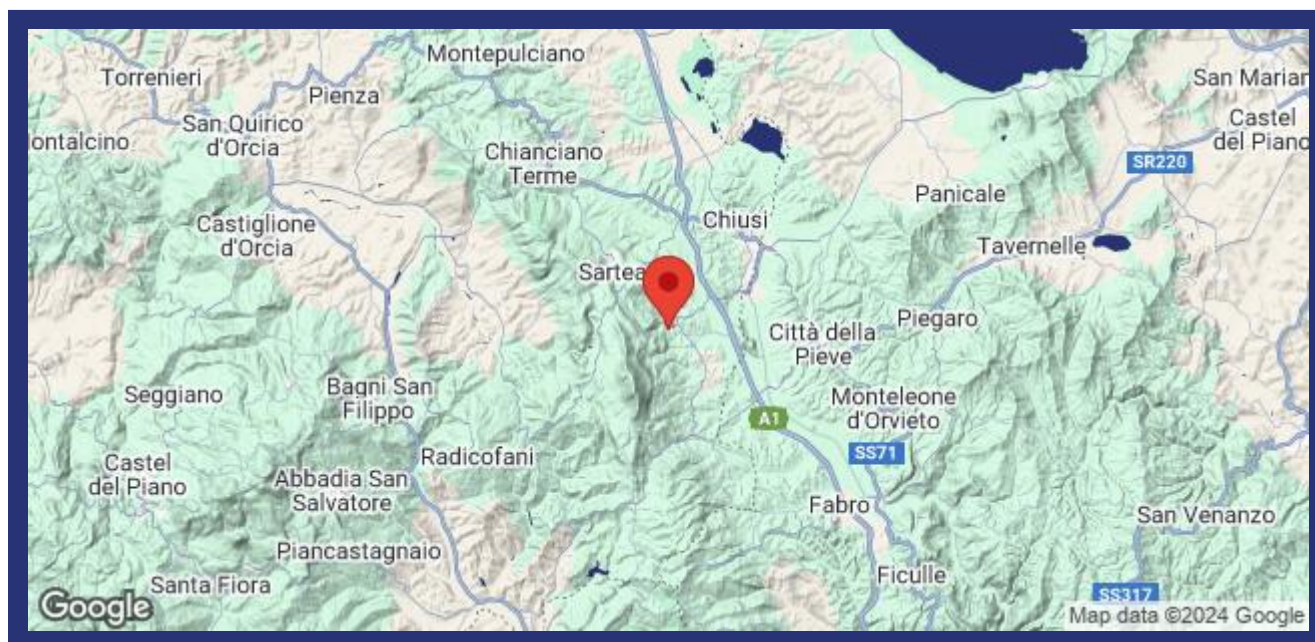 Montepulciano
Torrenieri
San Mariano
Pienza
Castel
del Piano
San Quirico
d'Orcia
ontalcino
Chianciano
Terme
SR220
Panicale
Castiglione
d'Orcia
Chiusi
Tavernelle
Sartea
Piegaro
Città della
Pieve
Seggiano
Bagni San
Filippo
Monteleone
d'Orvieto
A1
SS71
Castel
del Piano
Radicofani
Abbadia San
Salvatore
Fabro
San Venanzo
Piancastagnaio
Ficulle
Santa Fiora
SS317
Google
Map data ©2024 Google